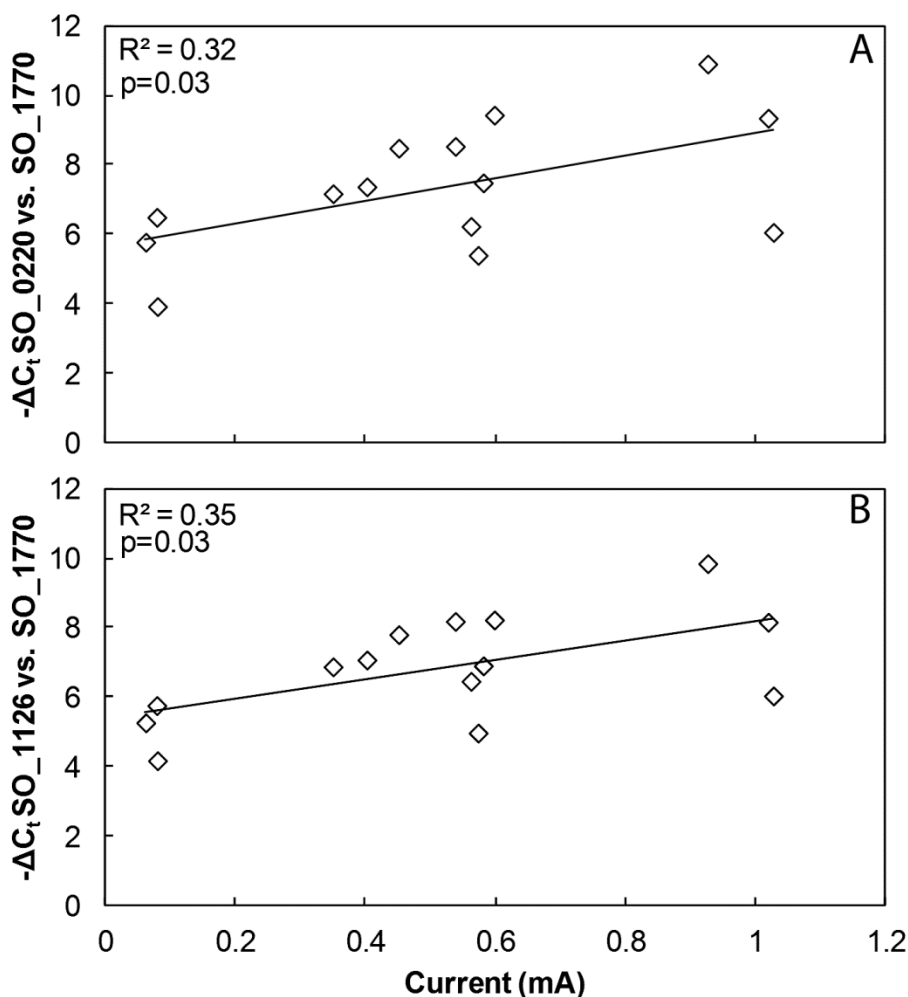 12
10
8
6
4
2
0
-ΔCₜ SO_0220 vs. SO_1770
R² = 0.32
p=0.03
A
12
10
8
6
4
2
0
-ΔCₜ SO_1126 vs. SO_1770
R² = 0.35
p=0.03
B
0 0.2 0.4 0.6 0.8 1 1.2
Current (mA)